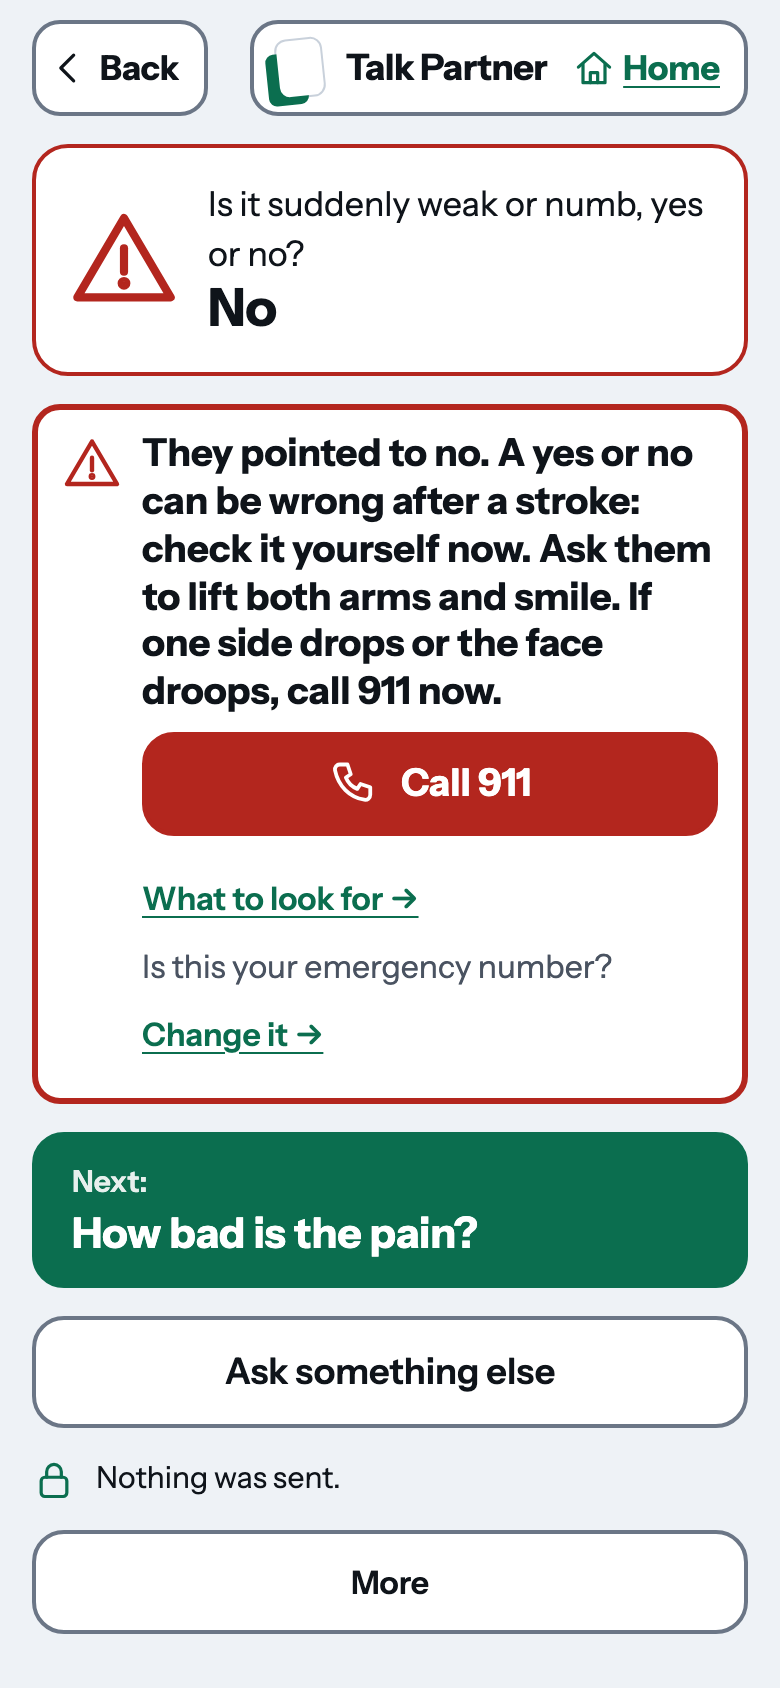 Back
Talk Partner
Home
Is it suddenly weak or numb, yes
or no?
No
They pointed to no. A yes or no
can be wrong after a stroke:
check it yourself now. Ask them
to lift both arms and smile. If
one side drops or the face
droops, call 911 now.
Call 911
What to look for →
Is this your emergency number?
Change it →
Next:
How bad is the pain?
Ask something else
Nothing was sent.
More